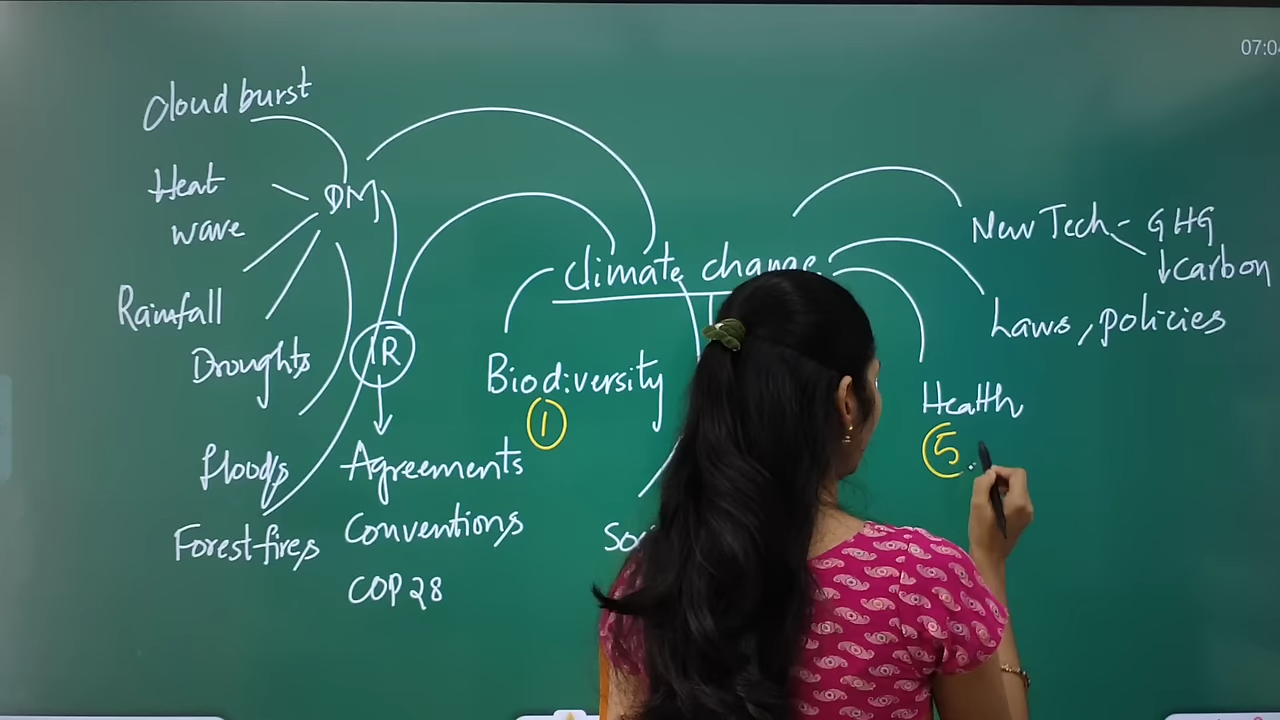 07:0
Cloud burst
Heat
wave
DM
Rainfall
Droughts
Floods
Forest fires
IR
Agreements
Conventions
COP 28
Climate change
Biodiversity
1
New Tech - GHG
↓carbon
Laws, policies
Health
5